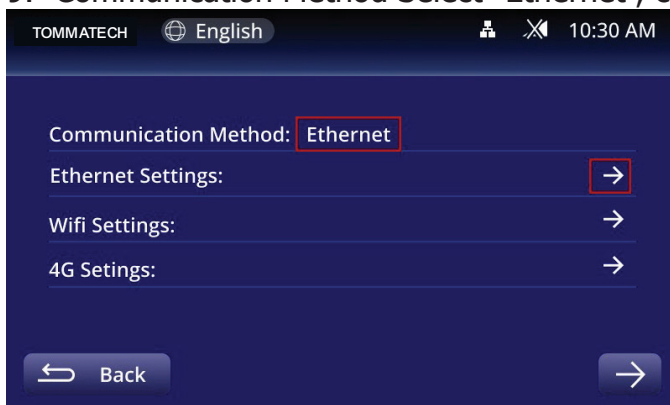 TOMMATECH English 10:30 AM
Communication Method: Ethernet
Ethernet Settings:
Wifi Settings:
4G Setings:
Back